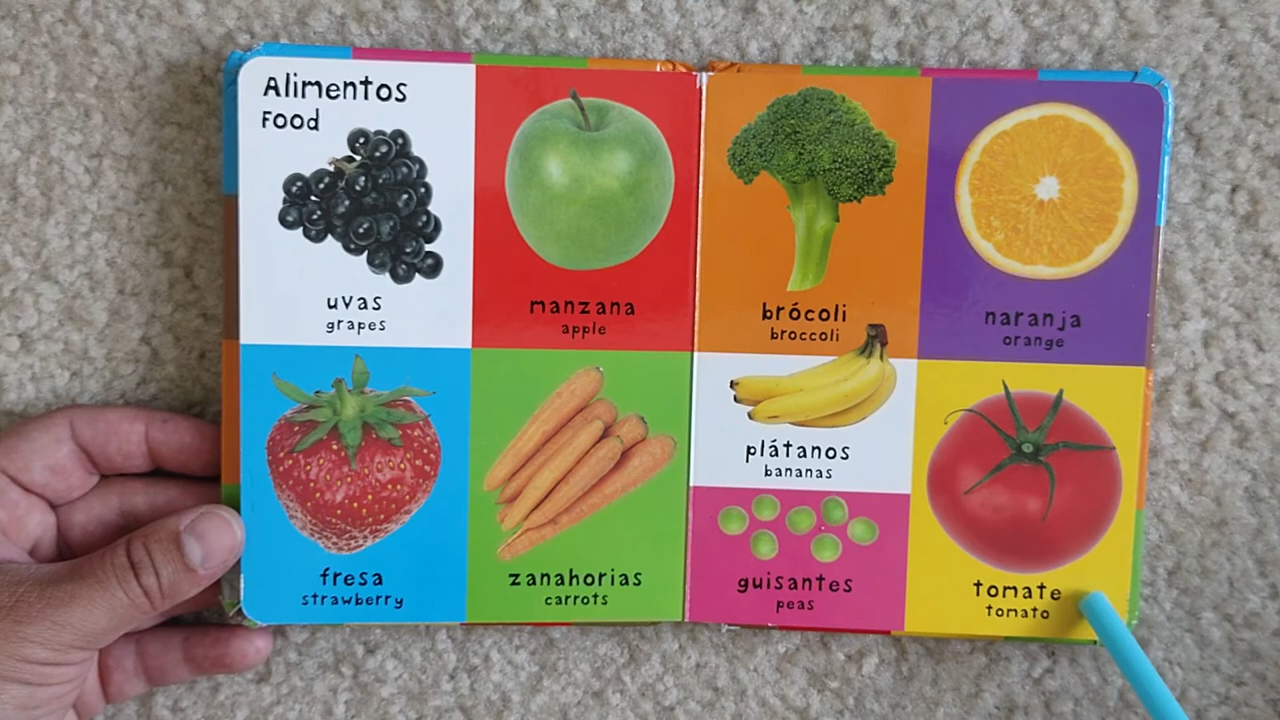 Alimentos
Food
uvas
grapes
manzana
apple
brócoli
broccoli
naranja
orange
fresa
strawberry
zanahorias
carrots
plátanos
bananas
guisantes
peas
tomate
tomato